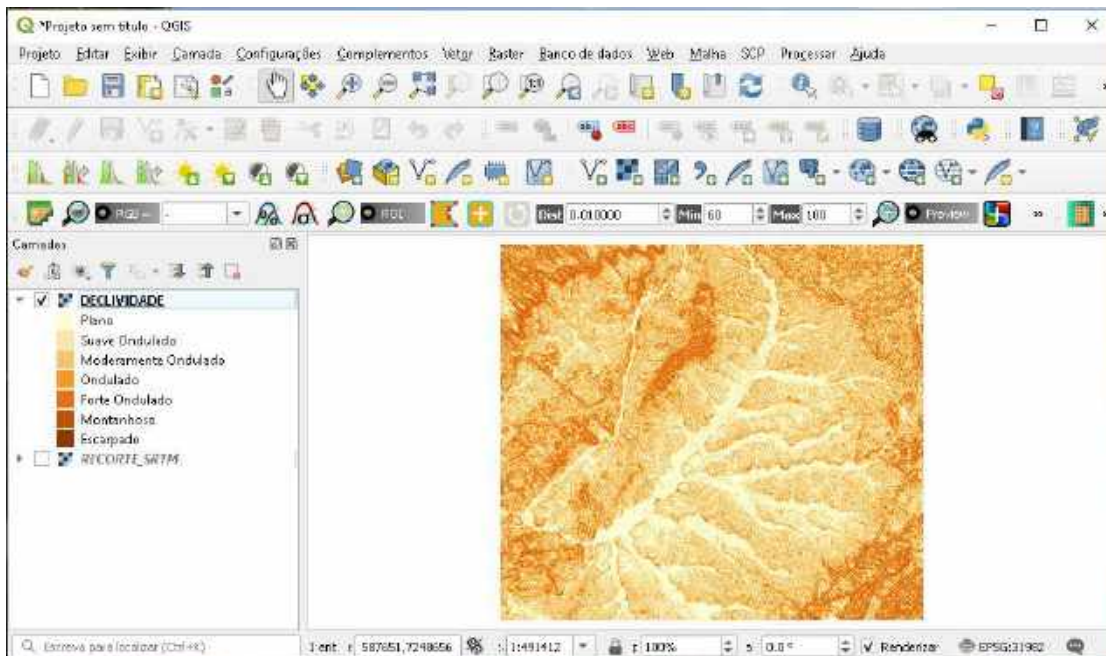 *Projeto sem título - QGIS
Projeto Editar Exibir Camada Configurações Complementos Vetor Raster Banco de dados Web Malha SCP Processar Ajuda
RGB = - RGB Dist 0.010000 Min 60 Max 100 Preview
Camadas
DECLIVIDADE
Plano
Suave Ondulado
Moderamente Ondulado
Ondulado
Forte Ondulado
Montanhoso
Escarpado
RECORTE_SRTM
Escreva para localizar (Ctrl+K) 587651,7248656 1:491412 100% 0.0 ° Renderizar EPSG:31982